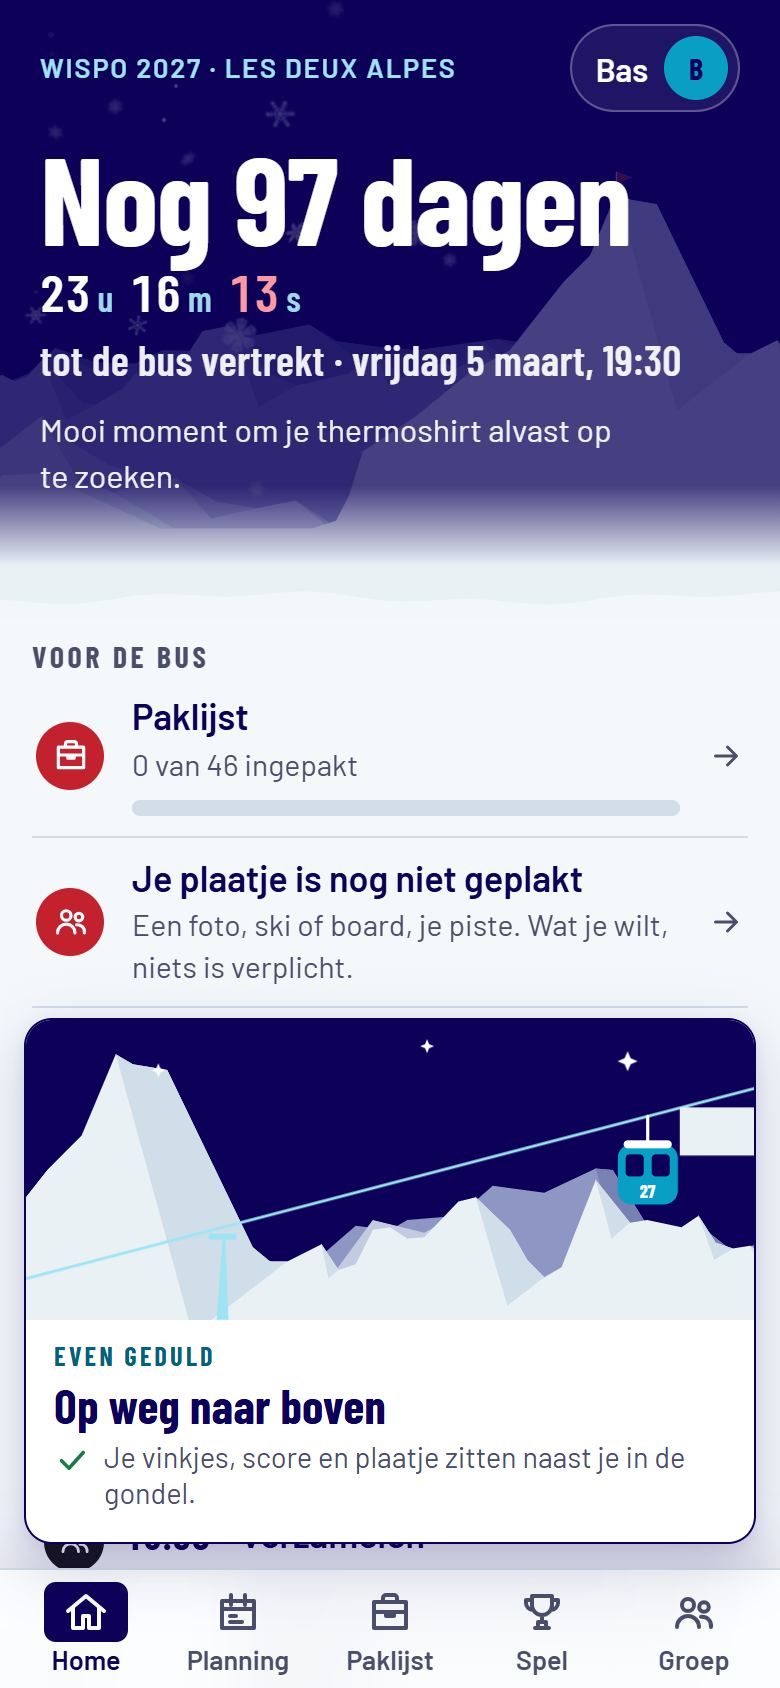 WISPO 2027 · LES DEUX ALPES
Bas B
Nog 97 dagen
23 u 16 m 13 s
tot de bus vertrekt · vrijdag 5 maart, 19:30
Mooi moment om je thermoshirt alvast op
te zoeken.
VOOR DE BUS
Paklijst
0 van 46 ingepakt
Je plaatje is nog niet geplakt
Een foto, ski of board, je piste. Wat je wilt,
niets is verplicht.
27
EVEN GEDULD
Op weg naar boven
Je vinkjes, score en plaatje zitten naast je in de
gondel.
Home
Planning
Paklijst
Spel
Groep